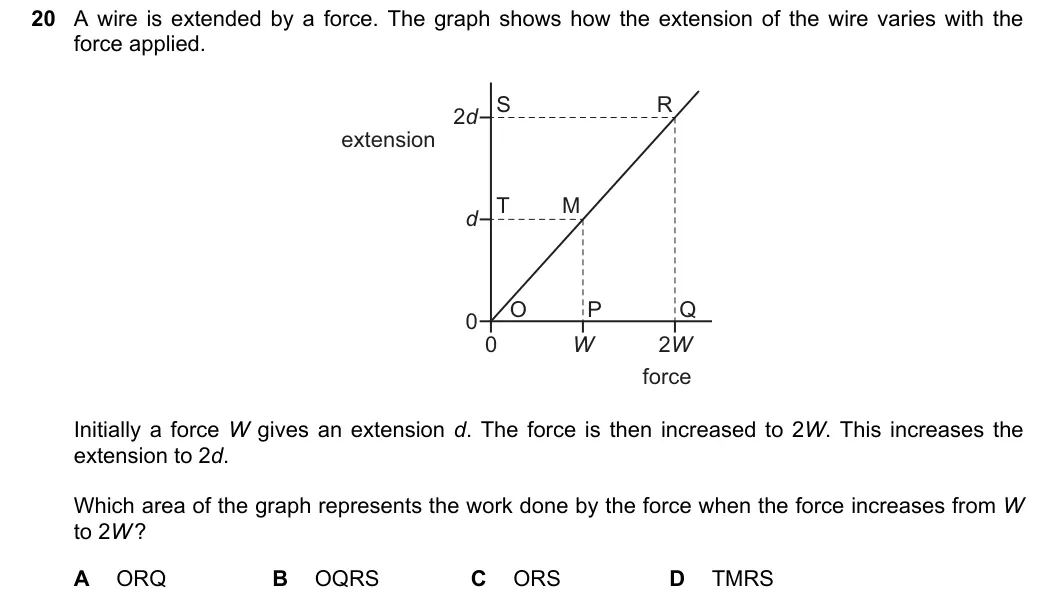 20 A wire is extended by a force. The graph shows how the extension of the wire varies with the
force applied.
S
R
2d
extension
T
M
d
O
P
Q
0
0
W
2W
force
Initially a force W gives an extension d. The force is then increased to 2W. This increases the
extension to 2d.
Which area of the graph represents the work done by the force when the force increases from W
to 2W?
A ORQ B OQRS C ORS D TMRS